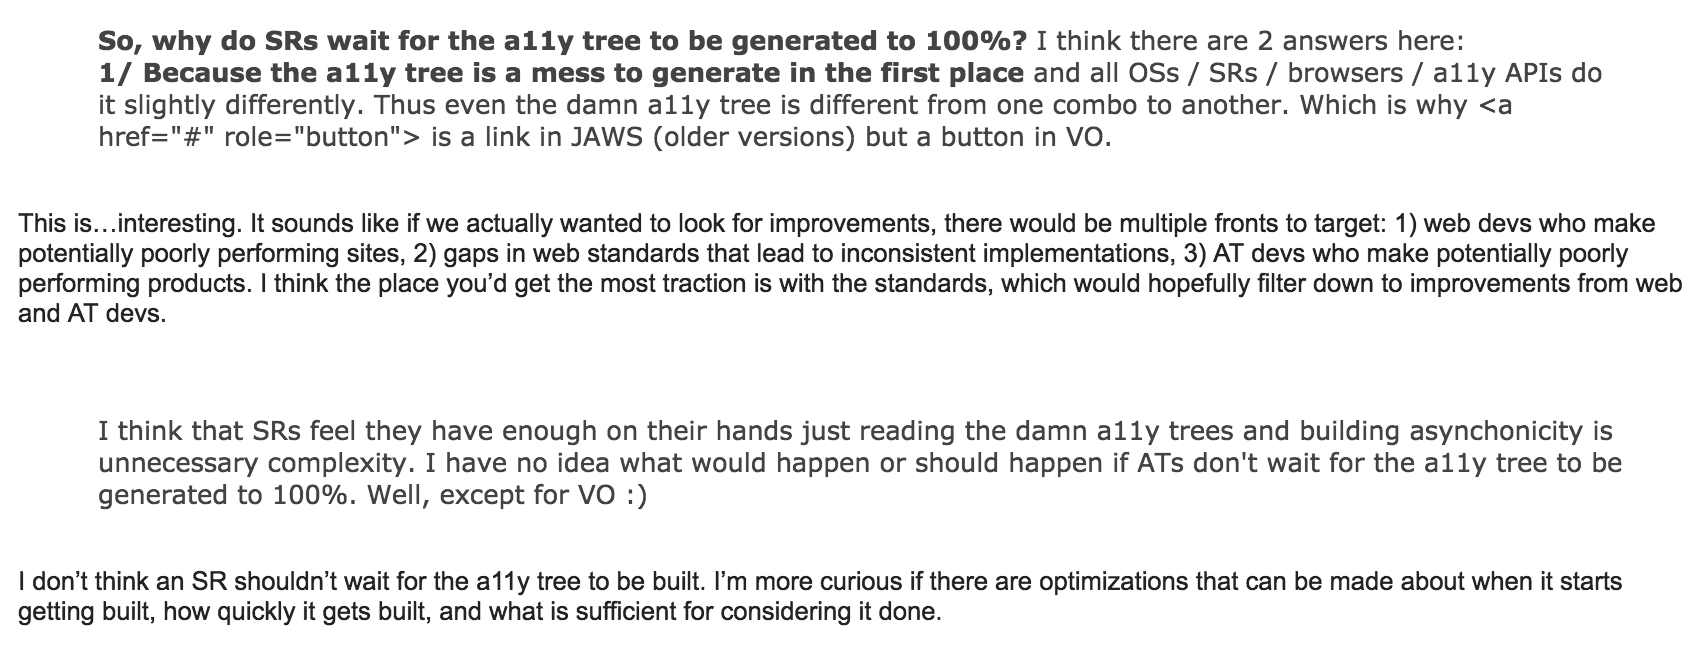 So, why do SRs wait for the a11y tree to be generated to 100%? I think there are 2 answers here:
1/ Because the a11y tree is a mess to generate in the first place and all OSs / SRs / browsers / a11y APIs do
it slightly differently. Thus even the damn a11y tree is different from one combo to another. Which is why <a
href="#" role="button"> is a link in JAWS (older versions) but a button in VO.
This is…interesting. It sounds like if we actually wanted to look for improvements, there would be multiple fronts to target: 1) web devs who make
potentially poorly performing sites, 2) gaps in web standards that lead to inconsistent implementations, 3) AT devs who make potentially poorly
performing products. I think the place you’d get the most traction is with the standards, which would hopefully filter down to improvements from web
and AT devs.
I think that SRs feel they have enough on their hands just reading the damn a11y trees and building asynchonicity is
unnecessary complexity. I have no idea what would happen or should happen if ATs don't wait for the a11y tree to be
generated to 100%. Well, except for VO :)
I don’t think an SR shouldn’t wait for the a11y tree to be built. I’m more curious if there are optimizations that can be made about when it starts
getting built, how quickly it gets built, and what is sufficient for considering it done.